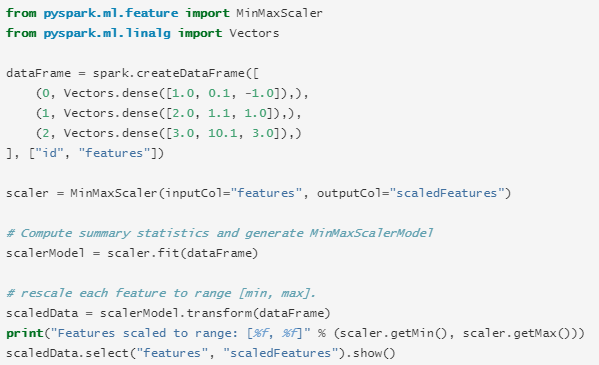 from pyspark.ml.feature import MinMaxScaler
from pyspark.ml.linalg import Vectors

dataFrame = spark.createDataFrame([
    (0, Vectors.dense([1.0, 0.1, -1.0]),),
    (1, Vectors.dense([2.0, 1.1, 1.0]),),
    (2, Vectors.dense([3.0, 10.1, 3.0]),)
], ["id", "features"])

scaler = MinMaxScaler(inputCol="features", outputCol="scaledFeatures")

# Compute summary statistics and generate MinMaxScalerModel
scalerModel = scaler.fit(dataFrame)

# rescale each feature to range [min, max].
scaledData = scalerModel.transform(dataFrame)
print("Features scaled to range: [%f, %f]" % (scaler.getMin(), scaler.getMax()))
scaledData.select("features", "scaledFeatures").show()